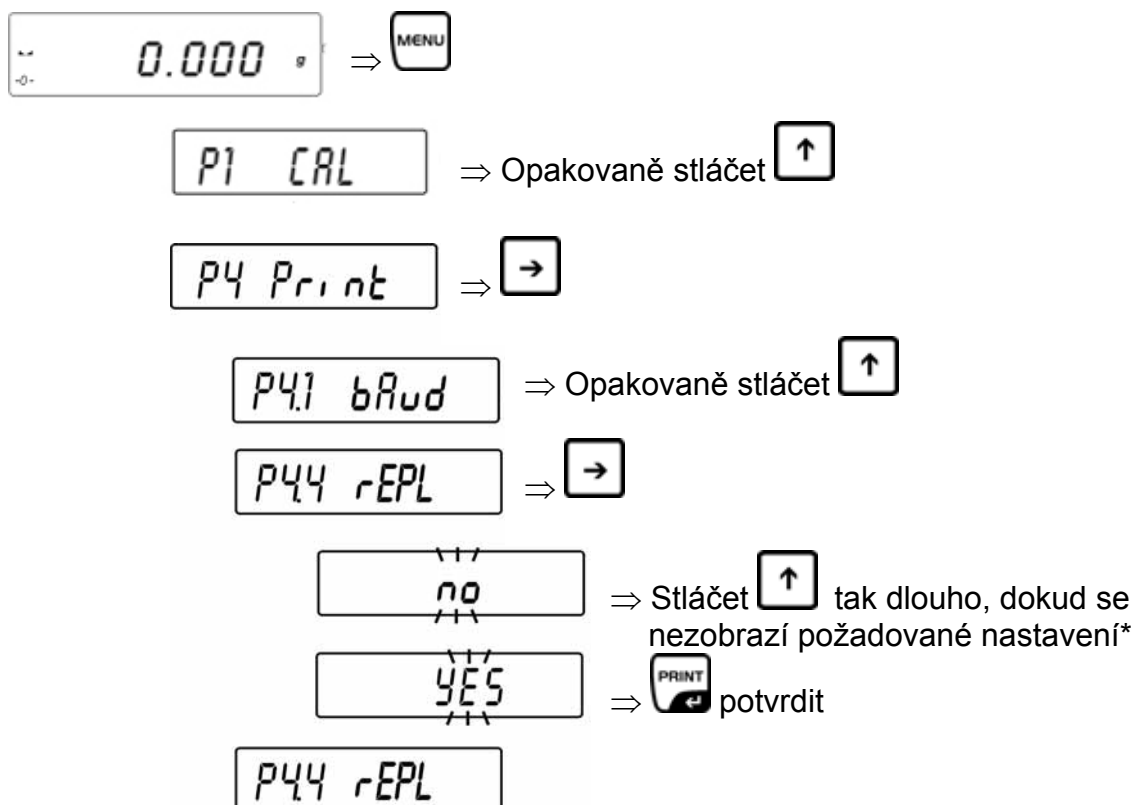 0.000 g ⇒ MENU
-0-
P1 CAL ⇒ Opakovaně stláčet ↑
P4 Print ⇒ →
P4.1 bAud ⇒ Opakovaně stláčet ↑
P4.4 rEPL ⇒ →
no ⇒ Stláčet ↑ tak dlouho, dokud se
nezobrazí požadované nastavení*
YES ⇒ PRINT potvrdit
P4.4 rEPL